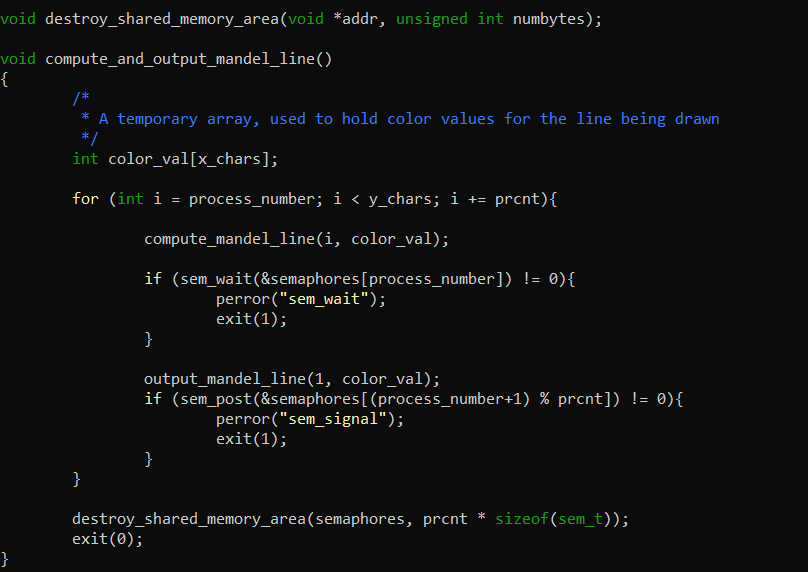 void destroy_shared_memory_area(void *addr, unsigned int numbytes);

void compute_and_output_mandel_line()
{
        /*
         * A temporary array, used to hold color values for the line being drawn
         */
        int color_val[x_chars];

        for (int i = process_number; i < y_chars; i += prcnt){

                compute_mandel_line(i, color_val);

                if (sem_wait(&semaphores[process_number]) != 0){
                        perror("sem_wait");
                        exit(1);
                }

                output_mandel_line(1, color_val);
                if (sem_post(&semaphores[(process_number+1) % prcnt]) != 0){
                        perror("sem_signal");
                        exit(1);
                }
        }

        destroy_shared_memory_area(semaphores, prcnt * sizeof(sem_t));
        exit(0);
}